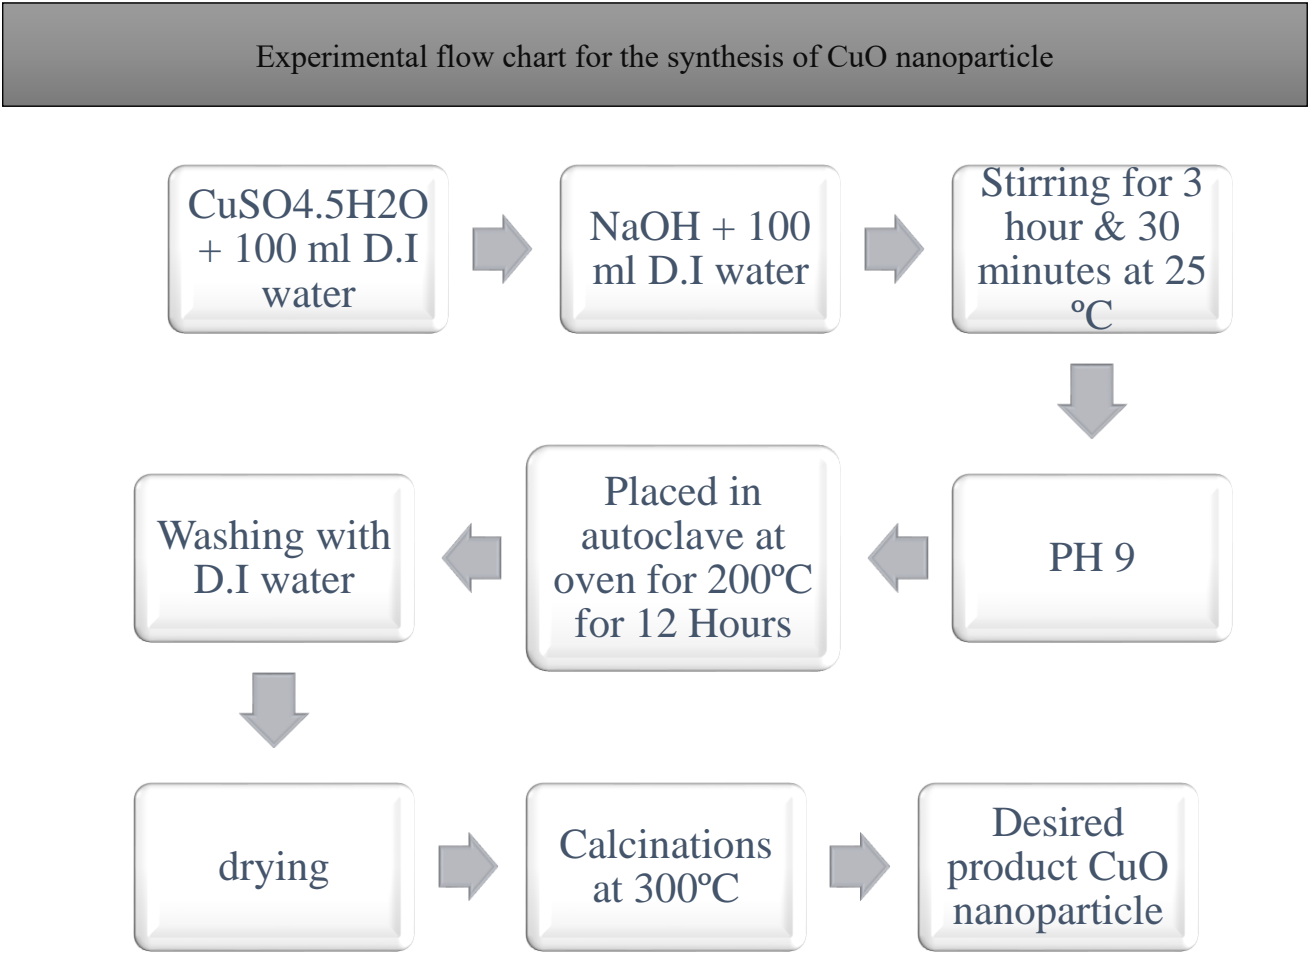 Experimental flow chart for the synthesis of CuO nanoparticle
CuSO4.5H2O
+ 100 ml D.I
water
NaOH + 100
ml D.I water
Stirring for 3
hour & 30
minutes at 25
ºC
PH 9
Placed in
autoclave at
oven for 200ºC
for 12 Hours
Washing with
D.I water
drying
Calcinations
at 300ºC
Desired
product CuO
nanoparticle